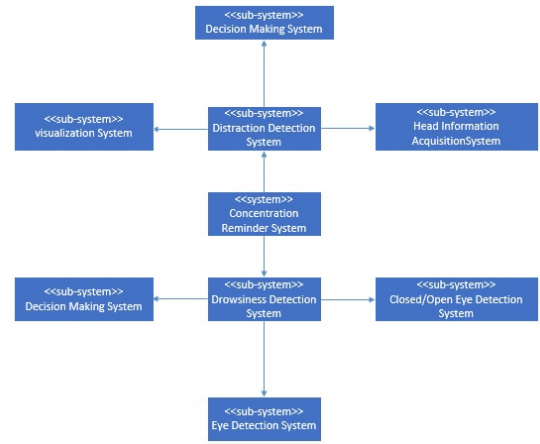 <<sub-system>>
Decision Making System
<<sub-system>>
visualization System
<<sub-system>>
Distraction Detection
System
<<sub-system>>
Head Information
AcquisitionSystem
<<system>>
Concentration
Reminder System
<<sub-system>>
Decision Making System
<<sub-system>>
Drowsiness Detection
System
<<sub-system>>
Closed/Open Eye Detection
System
<<sub-system>>
Eye Detection System